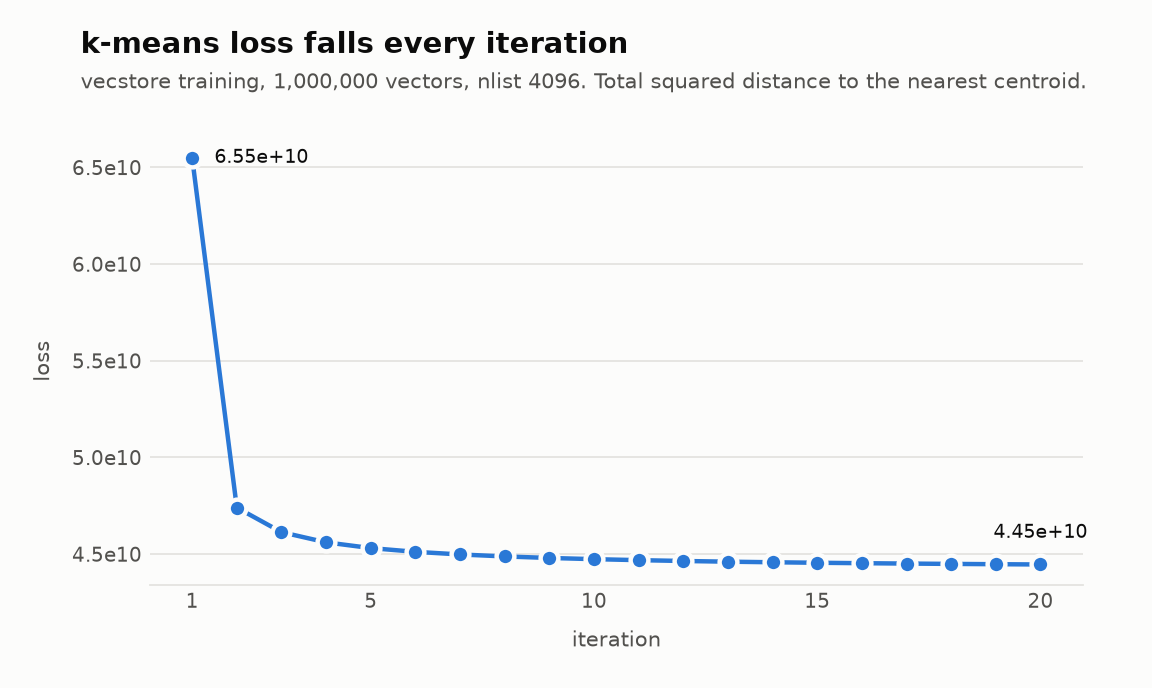 k-means loss falls every iteration
vecstore training, 1,000,000 vectors, nlist 4096. Total squared distance to the nearest centroid.
6.5e10
6.55e+10
6.0e10
5.5e10
loss
5.0e10
4.45e+10
4.5e10
1 5 10 15 20
iteration